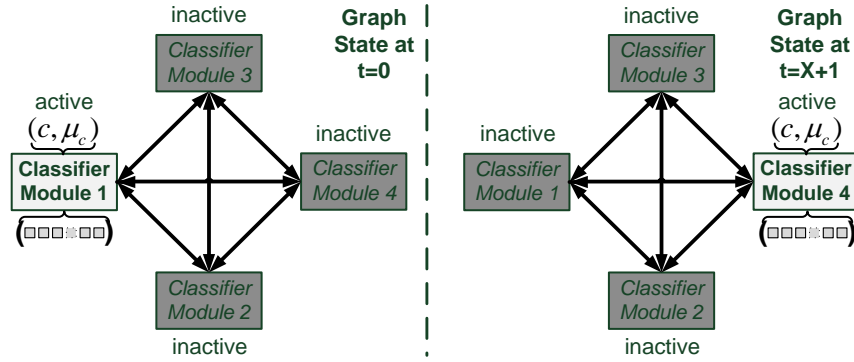 inactive
Classifier
Module 3
Graph
State at
t=0
active
(c, μ_c)
Classifier
Module 1
inactive
Classifier
Module 4
Classifier
Module 2
inactive
inactive
Classifier
Module 3
Graph
State at
t=X+1
inactive
Classifier
Module 1
active
(c, μ_c)
Classifier
Module 4
Classifier
Module 2
inactive